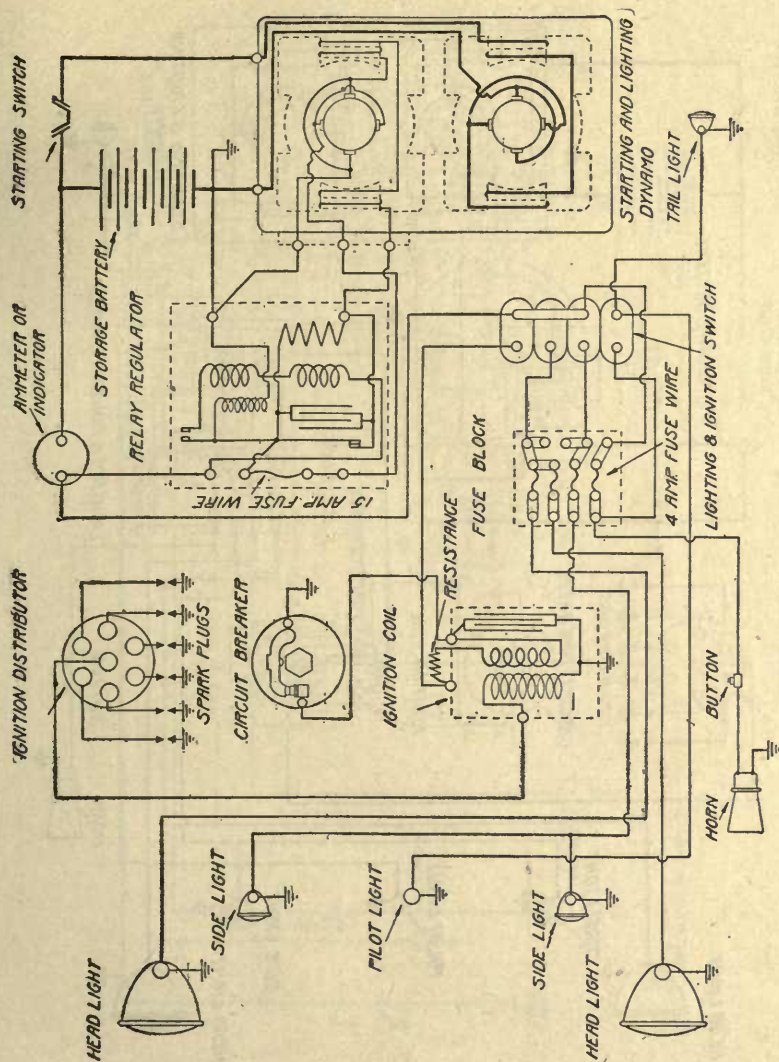 HEAD LIGHT
SIDE LIGHT
PILOT LIGHT
SIDE LIGHT
HEAD LIGHT
IGNITION DISTRIBUTOR
SPARK PLUGS
CIRCUIT BREAKER
IGNITION COIL
RESISTANCE
BUTTON
HORN
AMMETER OR
INDICATOR
STORAGE BATTERY
STARTING SWITCH
RELAY REGULATOR
15 AMP. FUSE WIRE
FUSE BLOCK
4 AMP. FUSE WIRE
LIGHTING & IGNITION SWITCH
STARTING AND LIGHTING
DYNAMO
TAIL LIGHT